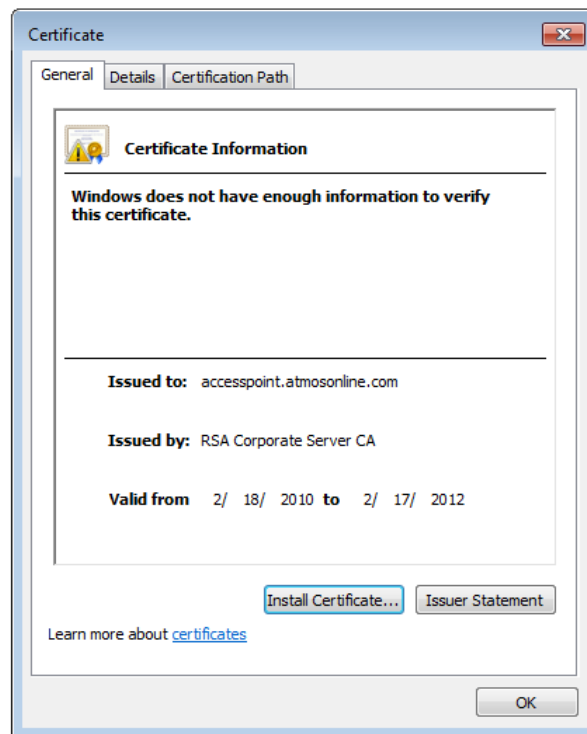 Certificate
General Details Certification Path
Certificate Information
Windows does not have enough information to verify
this certificate.
Issued to: accesspoint.atmosonline.com
Issued by: RSA Corporate Server CA
Valid from 2/ 18/ 2010 to 2/ 17/ 2012
Install Certificate... Issuer Statement
Learn more about certificates
OK